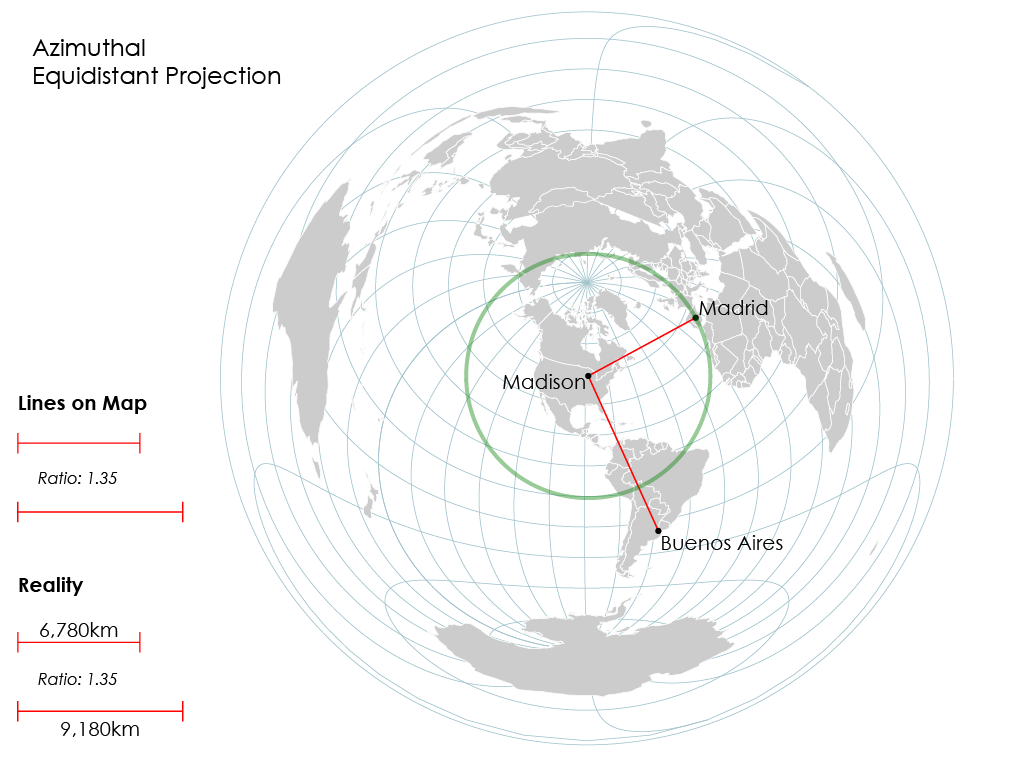 Azimuthal
Equidistant Projection
Madrid
Madison
Buenos Aires
Lines on Map
Ratio: 1.35
Reality
6,780km
Ratio: 1.35
9,180km